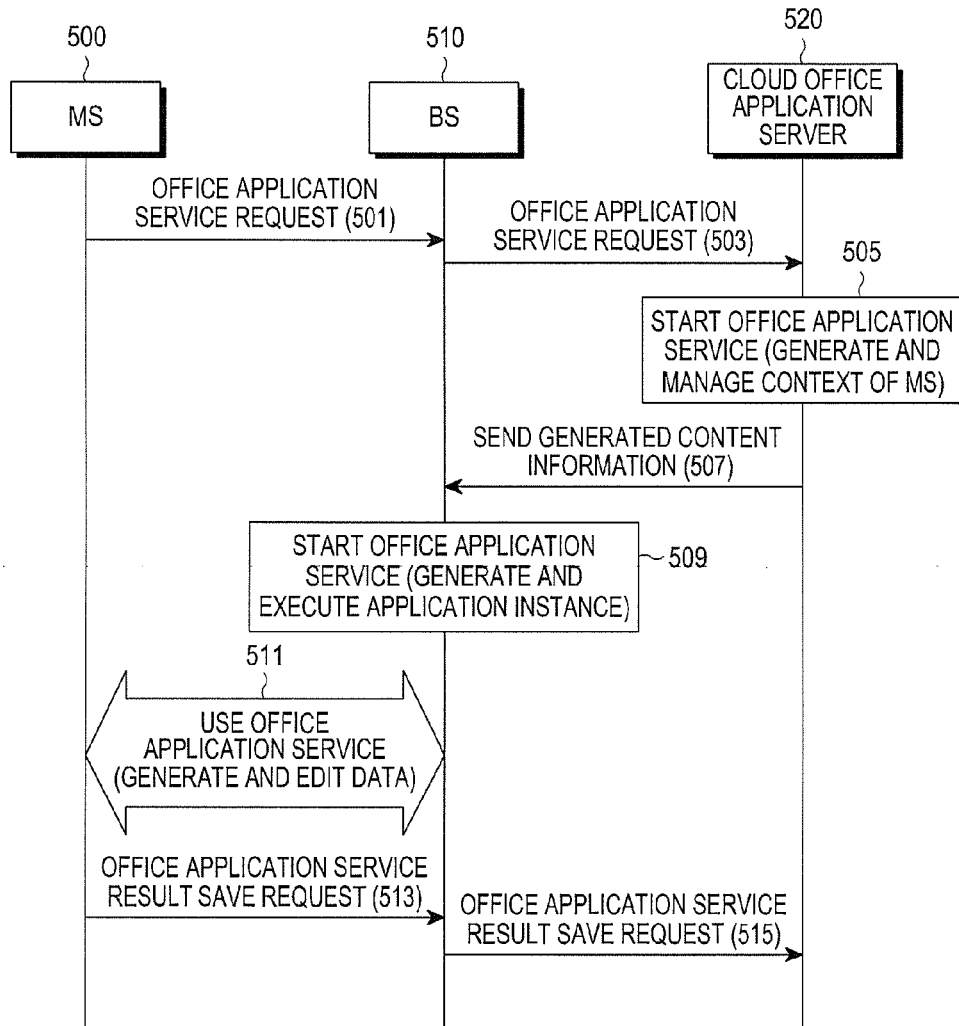 500
510
520
MS
BS
CLOUD OFFICE
APPLICATION
SERVER
OFFICE APPLICATION
SERVICE REQUEST (501)
OFFICE APPLICATION
SERVICE REQUEST (503)
505
START OFFICE APPLICATION
SERVICE (GENERATE AND
MANAGE CONTEXT OF MS)
SEND GENERATED CONTENT
INFORMATION (507)
START OFFICE APPLICATION
SERVICE (GENERATE AND
EXECUTE APPLICATION INSTANCE)
509
511
USE OFFICE
APPLICATION SERVICE
(GENERATE AND EDIT DATA)
OFFICE APPLICATION SERVICE
RESULT SAVE REQUEST (513)
OFFICE APPLICATION SERVICE
RESULT SAVE REQUEST (515)